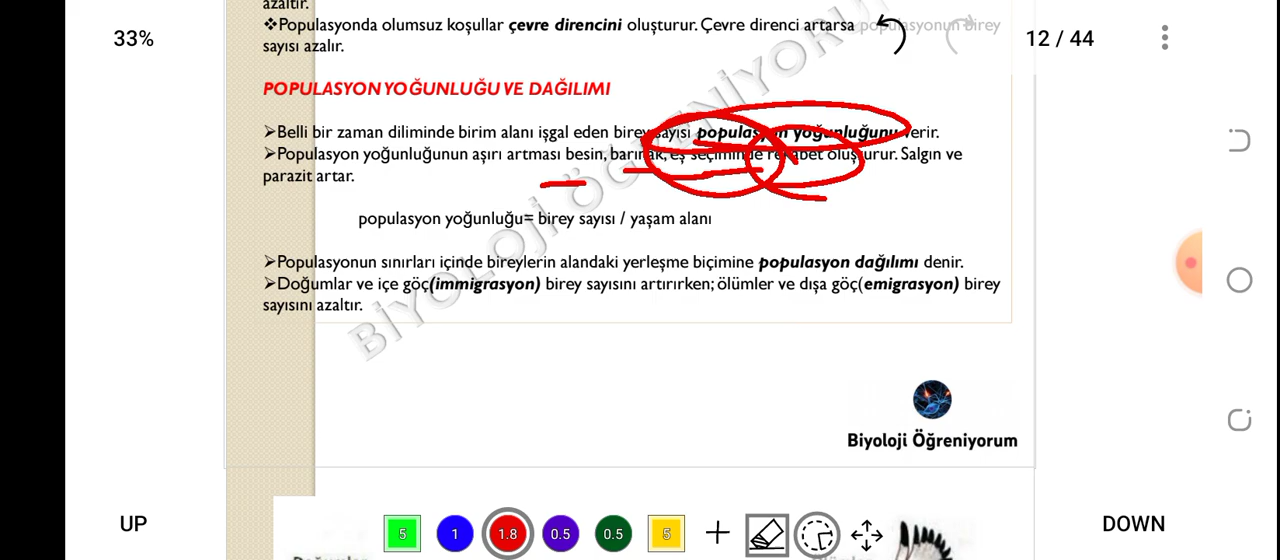 azaltır.
❖Populasyonda olumsuz koşullar çevre direncini oluşturur. Çevre direnci artarsa populasyonun birey
sayısı azalır.
33%
12 / 44
POPULASYON YOĞUNLUĞU VE DAĞILIMI
➢Belli bir zaman diliminde birim alanı işgal eden birey sayısı populasyon yoğunluğunu verir.
➢Populasyon yoğunluğunun aşırı artması besin, barınak, eş seçiminde rekabet oluşturur. Salgın ve
parazit artar.
populasyon yoğunluğu= birey sayısı / yaşam alanı
➢Populasyonun sınırları içinde bireylerin alandaki yerleşme biçimine populasyon dağılımı denir.
➢Doğumlar ve içe göç(immigrasyon) birey sayısını artırırken; ölümler ve dışa göç(emigrasyon) birey
sayısını azaltır.
BİYOLOJİ ÖĞRENİYORU
Biyoloji Öğreniyorum
UP
5 1 1.8 0.5 0.5 5
DOWN